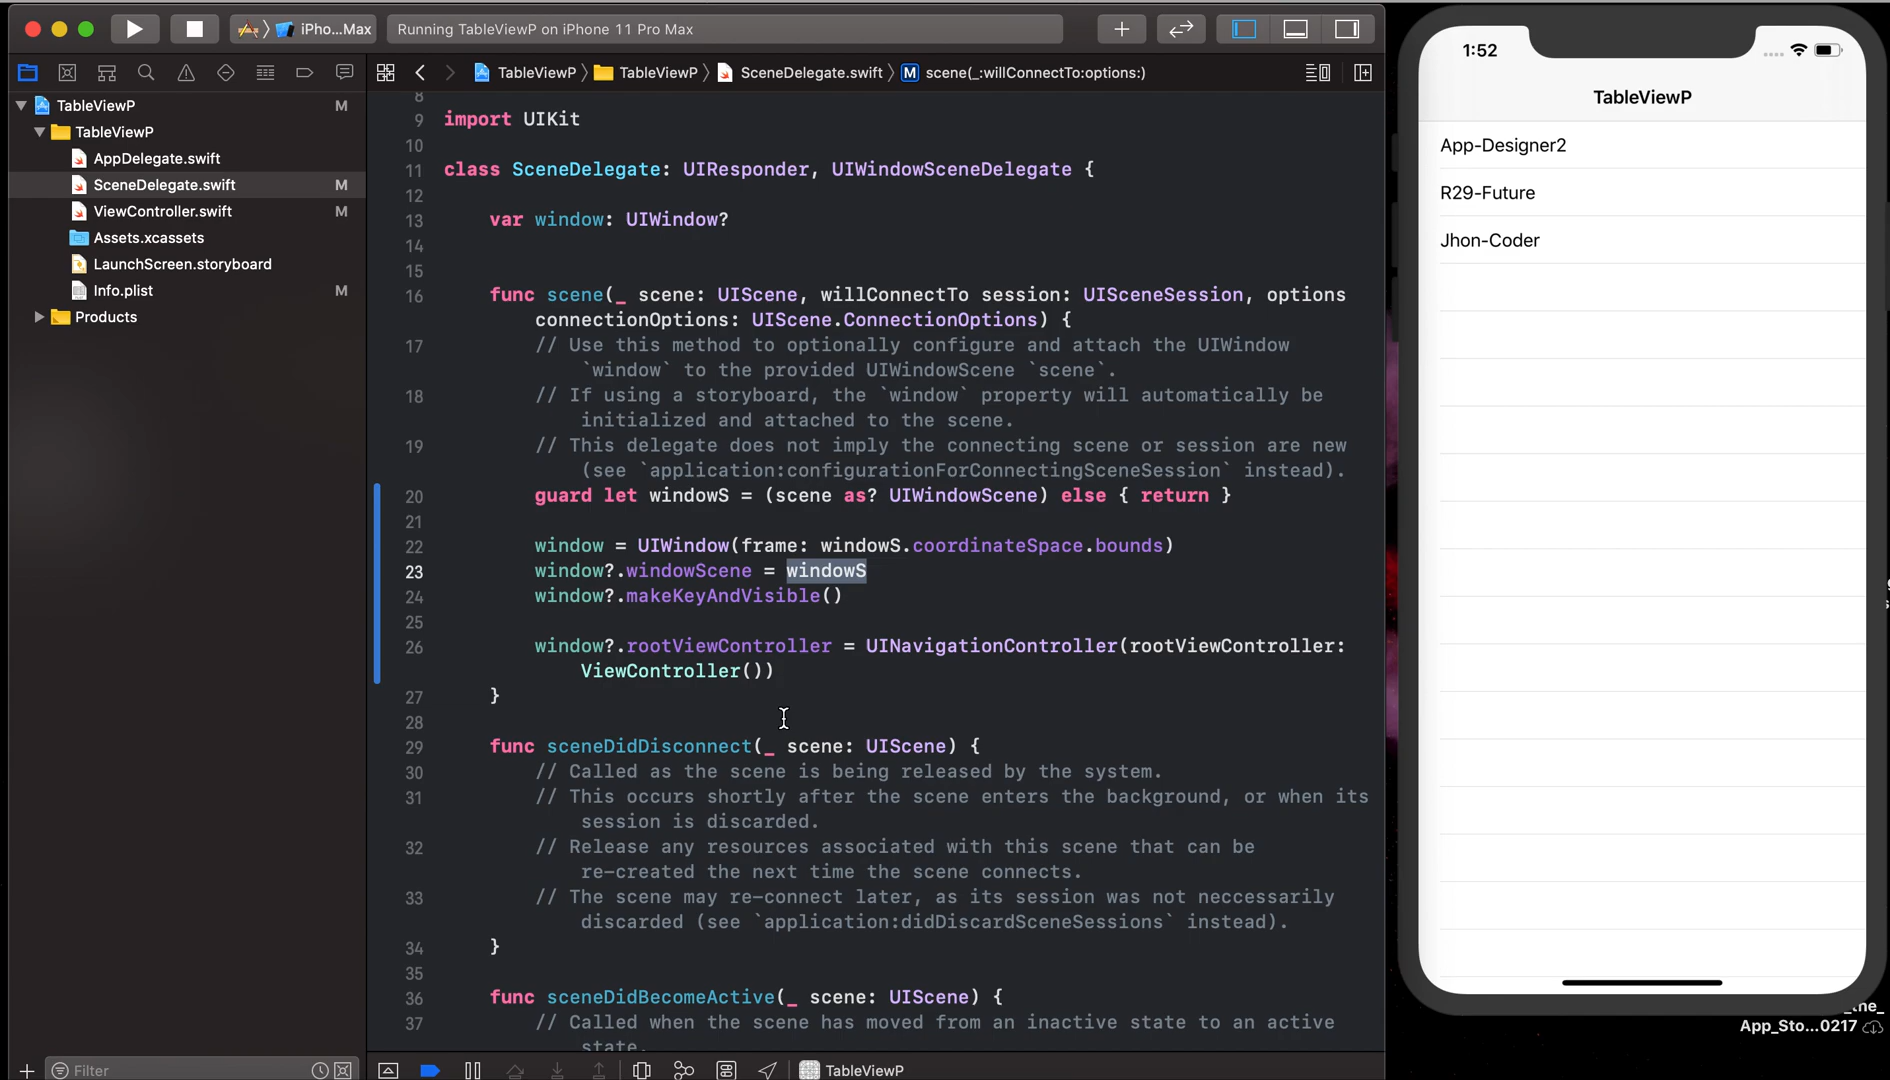 iPho...Max
Running TableViewP on iPhone 11 Pro Max
TableViewP
TableViewP
SceneDelegate.swift
M
scene(_:willConnectTo:options:)
TableViewP M
TableViewP
AppDelegate.swift
SceneDelegate.swift M
ViewController.swift M
Assets.xcassets
LaunchScreen.storyboard
Info.plist M
Products
Filter
8
9 import UIKit
10
11 class SceneDelegate: UIResponder, UIWindowSceneDelegate {
12
13 var window: UIWindow?
14
15
16 func scene(_ scene: UIScene, willConnectTo session: UISceneSession, options
connectionOptions: UIScene.ConnectionOptions) {
17 // Use this method to optionally configure and attach the UIWindow
`window` to the provided UIWindowScene `scene`.
18 // If using a storyboard, the `window` property will automatically be
initialized and attached to the scene.
19 // This delegate does not imply the connecting scene or session are new
(see `application:configurationForConnectingSceneSession` instead).
20 guard let windowS = (scene as? UIWindowScene) else { return }
21
22 window = UIWindow(frame: windowS.coordinateSpace.bounds)
23 window?.windowScene = windowS
24 window?.makeKeyAndVisible()
25
26 window?.rootViewController = UINavigationController(rootViewController:
ViewController())
27 }
28
29 func sceneDidDisconnect(_ scene: UIScene) {
30 // Called as the scene is being released by the system.
31 // This occurs shortly after the scene enters the background, or when its
session is discarded.
32 // Release any resources associated with this scene that can be
re-created the next time the scene connects.
33 // The scene may re-connect later, as its session was not neccessarily
discarded (see `application:didDiscardSceneSessions` instead).
34 }
35
36 func sceneDidBecomeActive(_ scene: UIScene) {
37 // Called when the scene has moved from an inactive state to an active
state.
TableViewP
1:52
TableViewP
App-Designer2
R29-Future
Jhon-Coder
_the_
App_Sto...0217